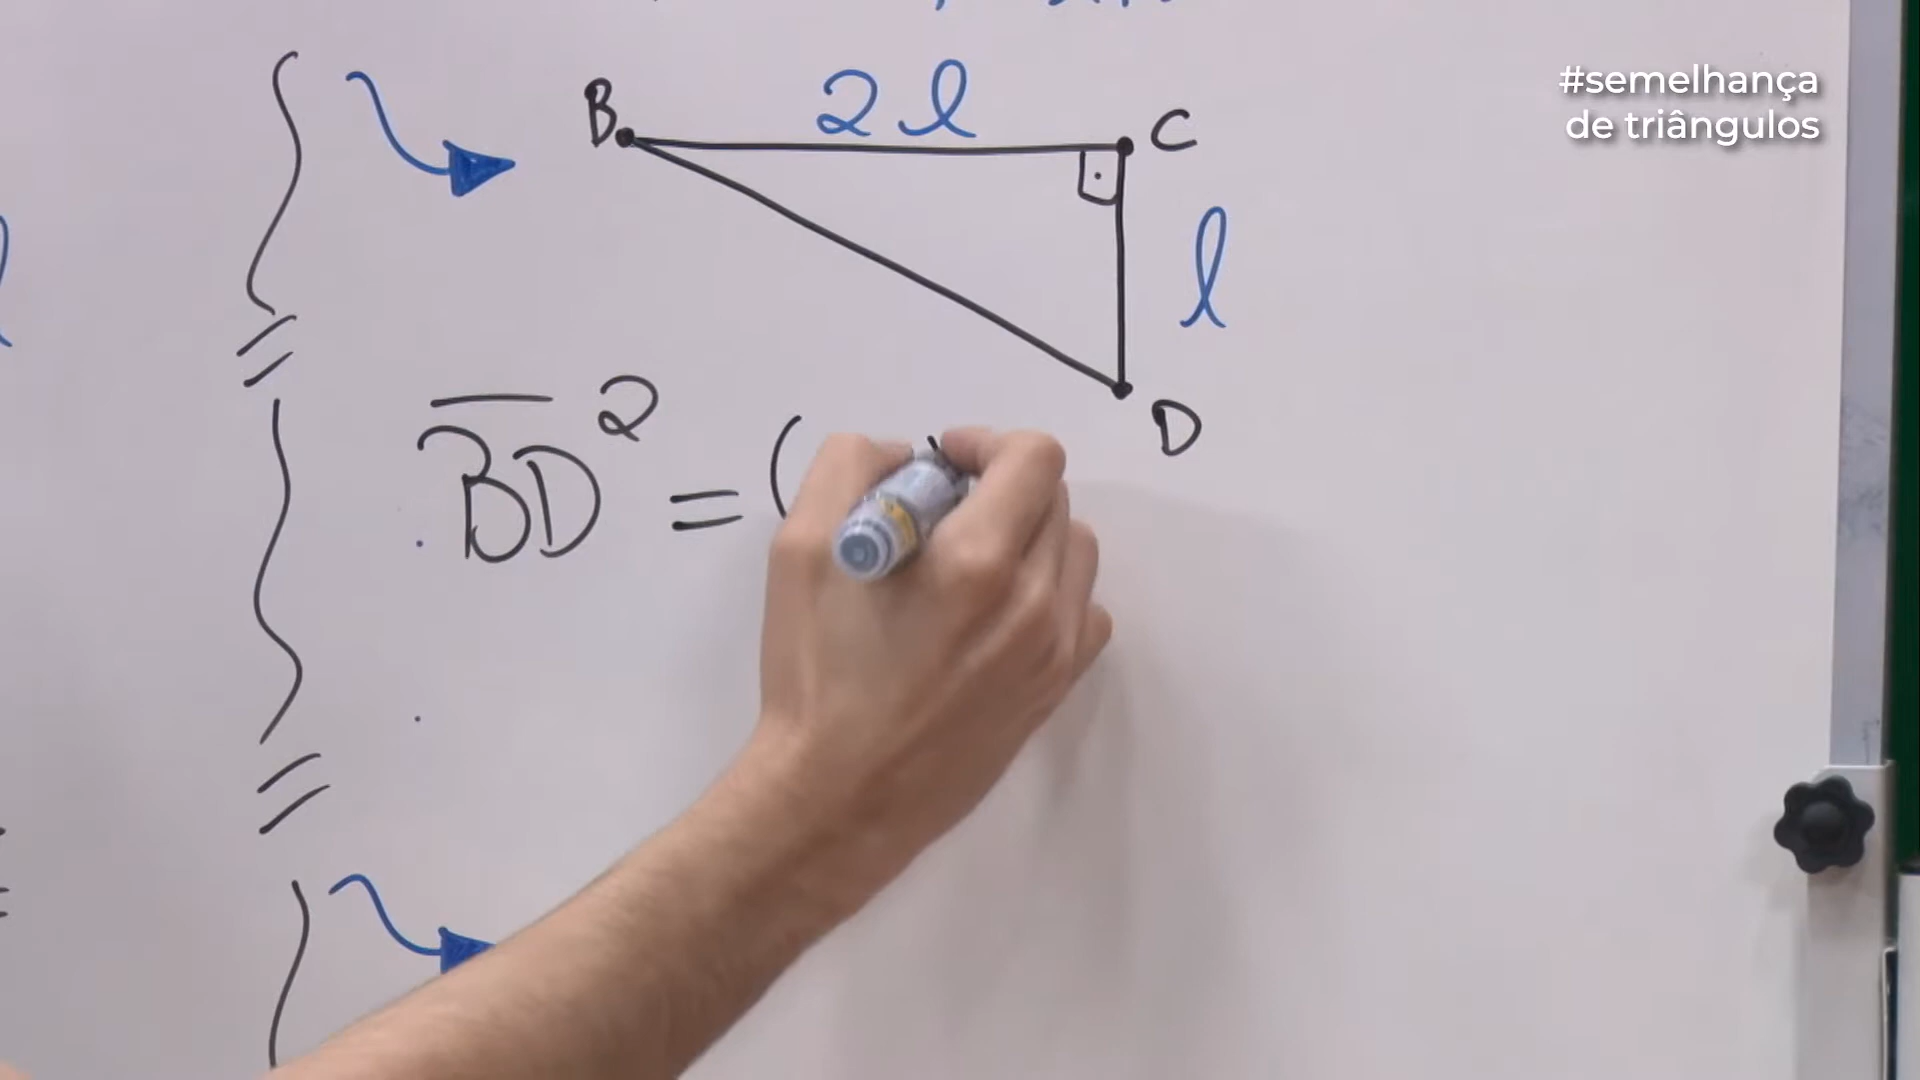 #semelhança
de triângulos
B 2l C
l
D
BD² = (